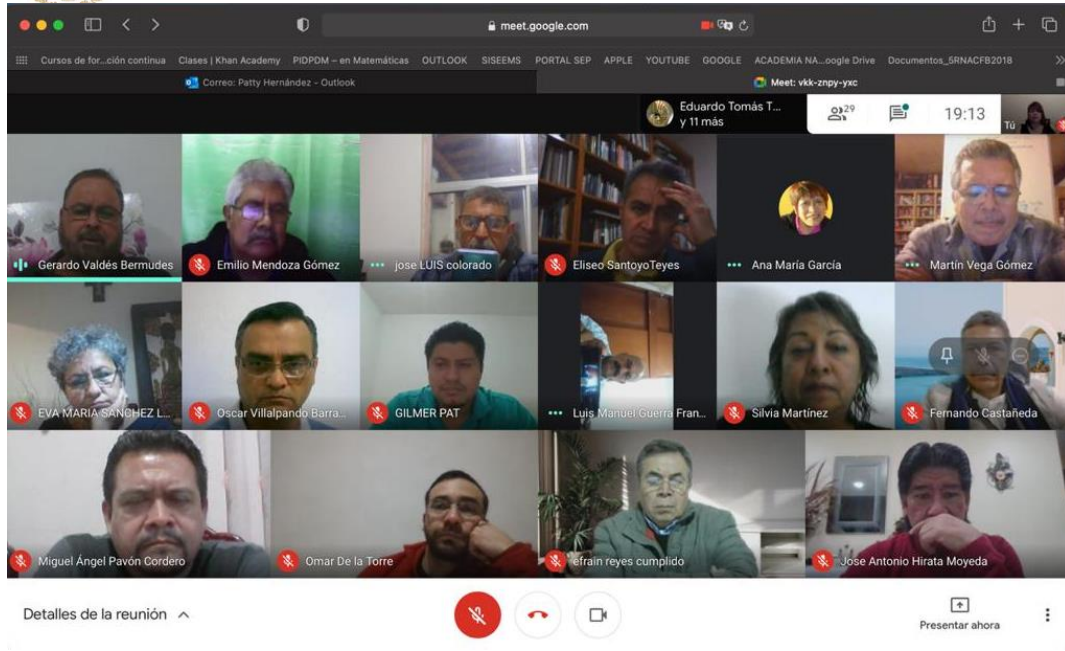 meet.google.com
Cursos de for...ción continua Clases | Khan Academy PIDPDM – en Matemáticas OUTLOOK SISEEMS PORTAL SEP APPLE YOUTUBE GOOGLE ACADEMIA NA...oogle Drive Documentos_5RNACFB2018
Correo: Patty Hernández - Outlook Meet: vkk-znpy-yxc
Eduardo Tomás T...
y 11 más
29
19:13
Tú
Gerardo Valdés Bermudes Emilio Mendoza Gómez jose LUIS colorado Eliseo SantoyoTeyes Ana María García Martín Vega Gómez
EVA MARIA SANCHEZ L... Oscar Villalpando Barra... GILMER PAT Luis Manuel Guerra Fran... Silvia Martínez Fernando Castañeda
Miguel Ángel Pavón Cordero Omar De la Torre efrain reyes cumplido Jose Antonio Hirata Moyeda
Detalles de la reunión
Presentar ahora